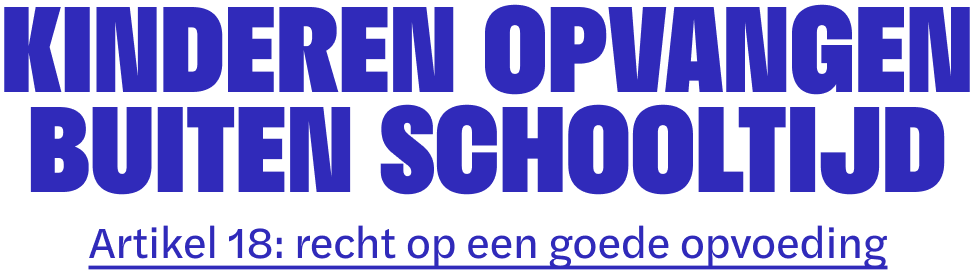 KINDEREN OPVANGEN
BUITEN SCHOOLTIJD
Artikel 18: recht op een goede opvoeding